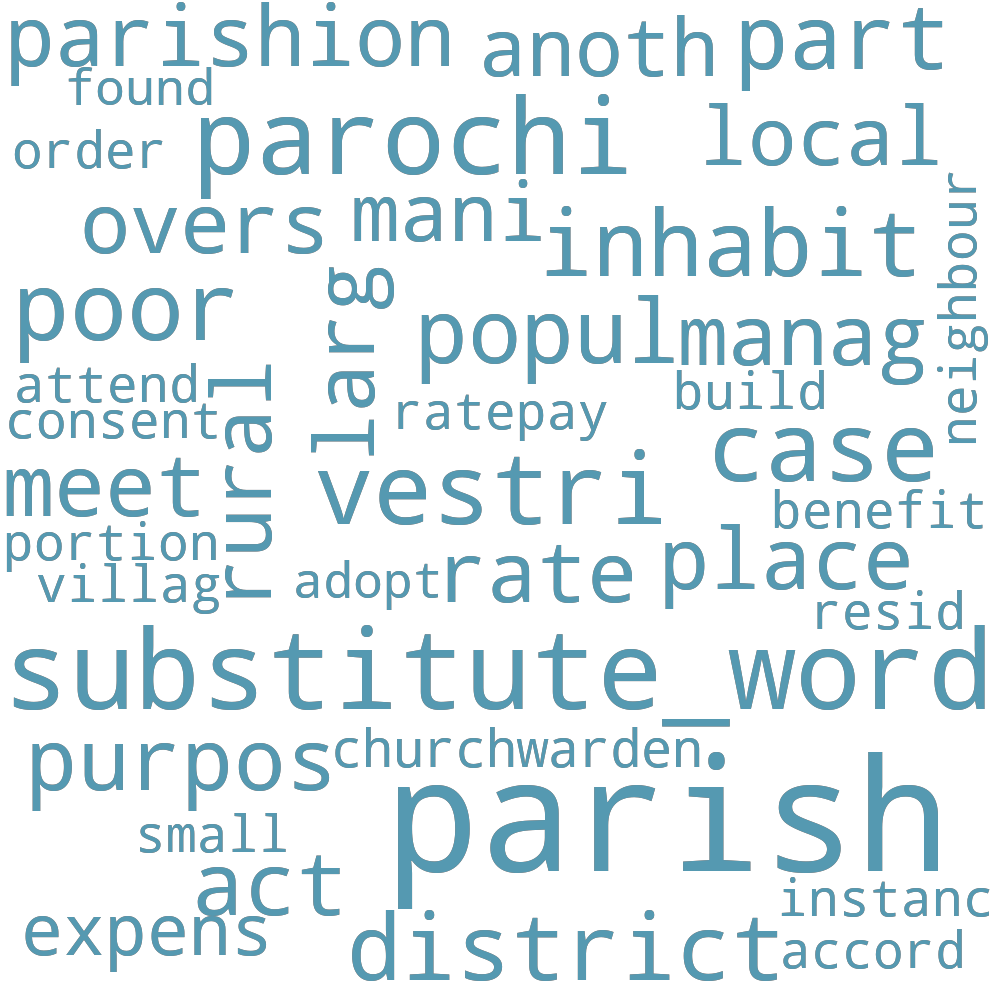 parishion
anoth
part
found
parochi
local
order
overs
mani
inhabit
neighbour
poor
larg
popul
manag
attend
rural
build
consent
ratepay
case
meet
vestri
benefit
portion
place
villag
adopt
rate
resid
substitute_word
purpos
churchwarden
parish
small
act
instanc
expens
district
accord